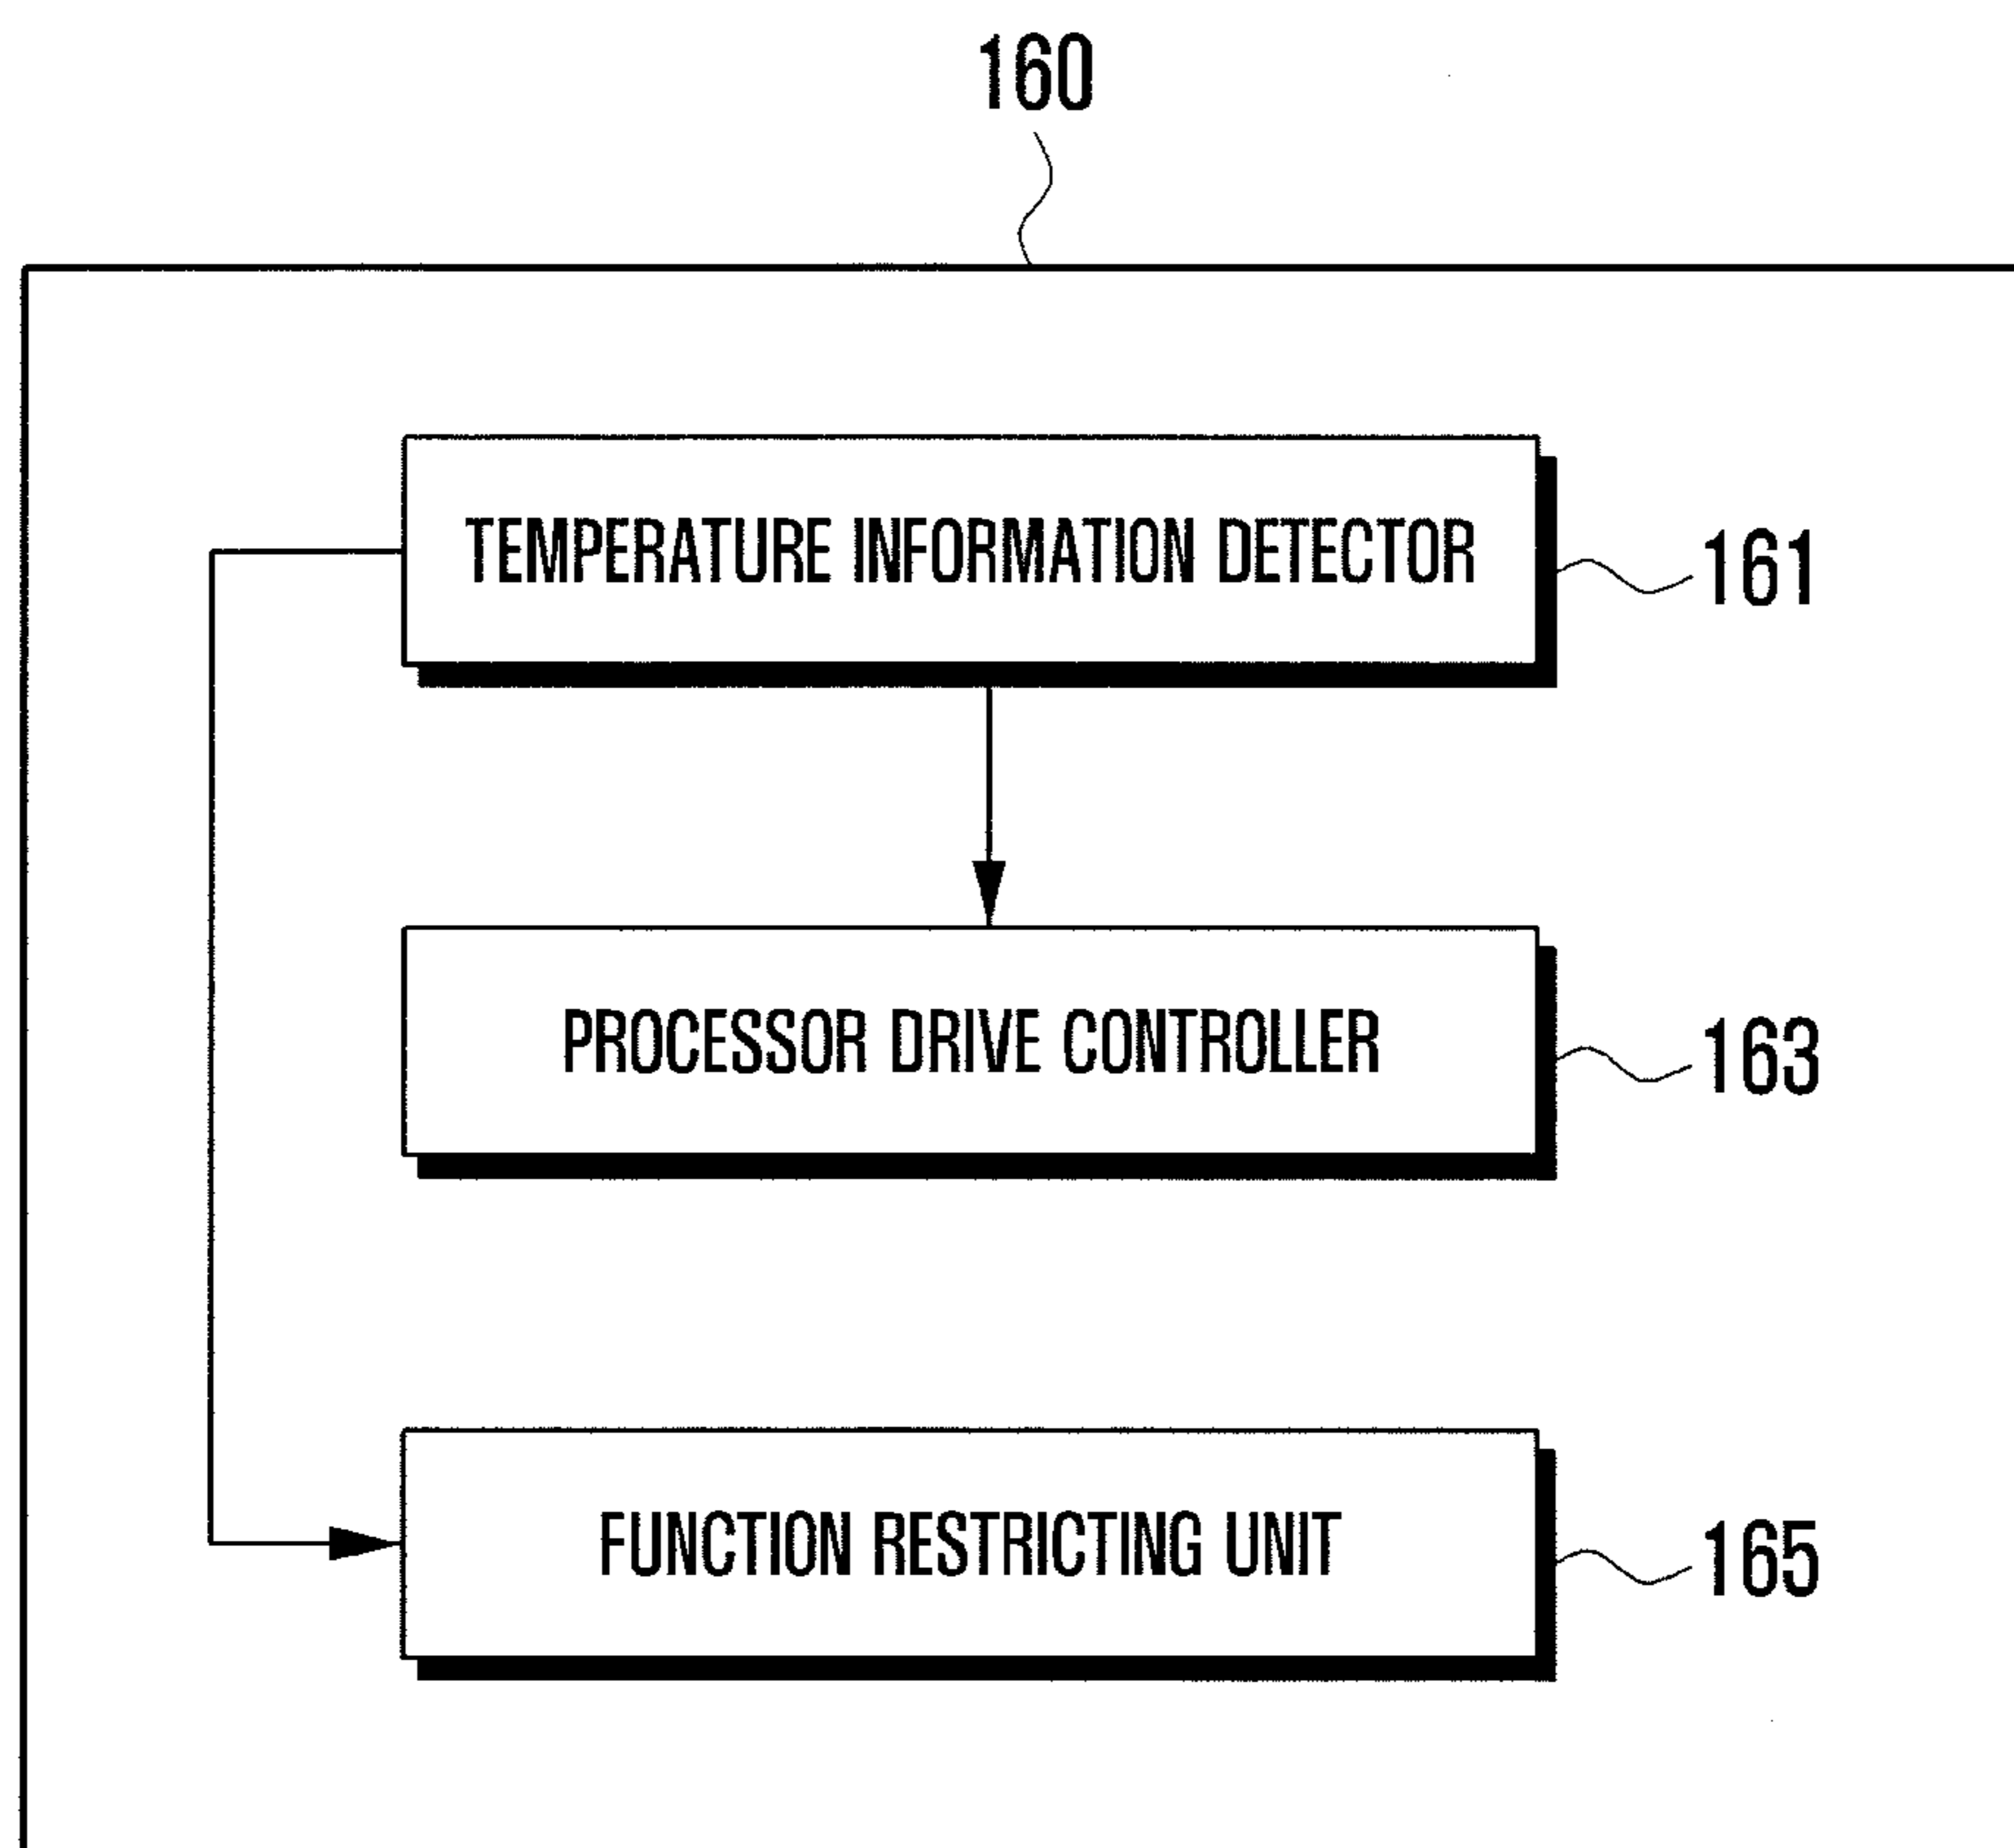 160
TEMPERATURE INFORMATION DETECTOR
161
PROCESSOR DRIVE CONTROLLER
163
FUNCTION RESTRICTING UNIT
165